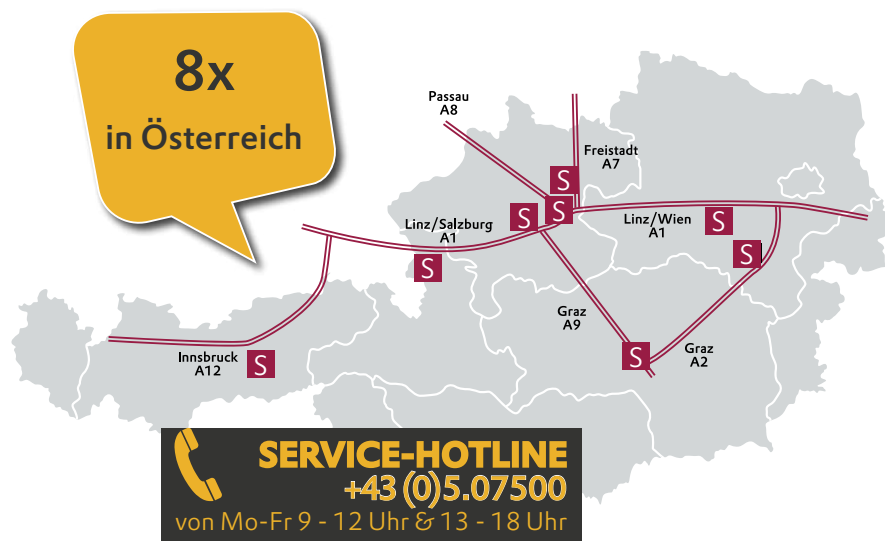 8x
in Österreich
Passau
A8
Freistadt
A7
S
S
S
Linz/Salzburg
A1
Linz/Wien
A1
S
S
S
Graz
A9
Graz
A2
S
Innsbruck
A12
S
SERVICE-HOTLINE
+43 (0)5.07500
von Mo-Fr 9 - 12 Uhr & 13 - 18 Uhr